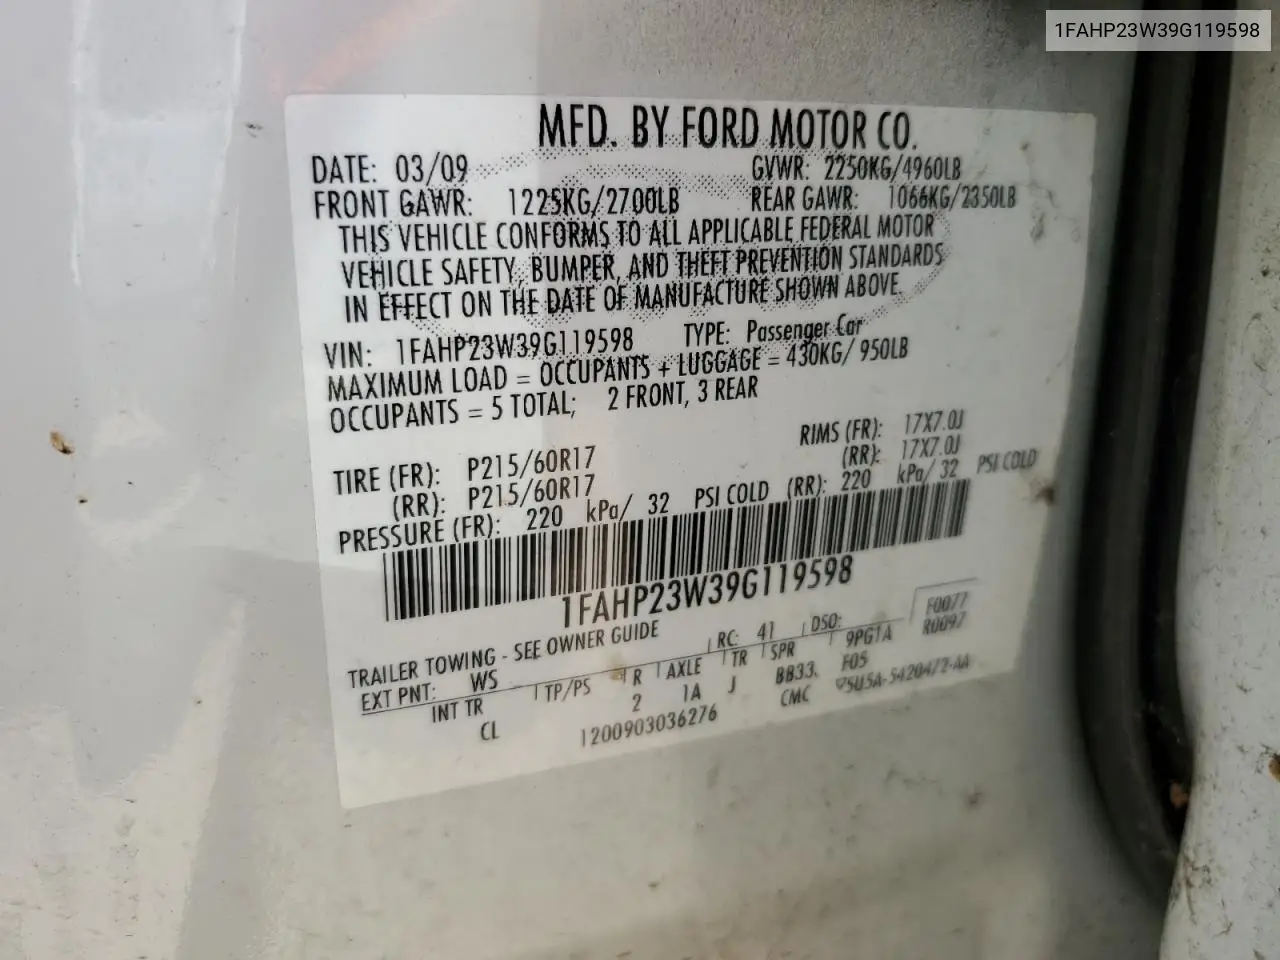 1FAHP23W39G119598
MFD. BY FORD MOTOR CO.
DATE: 03/09 GVWR: 2250KG/4960LB
FRONT GAWR: 1225KG/2700LB REAR GAWR: 1066KG/2350LB
THIS VEHICLE CONFORMS TO ALL APPLICABLE FEDERAL MOTOR
VEHICLE SAFETY, BUMPER, AND THEFT PREVENTION STANDARDS
IN EFFECT ON THE DATE OF MANUFACTURE SHOWN ABOVE.
VIN: 1FAHP23W39G119598 TYPE: Passenger Car
MAXIMUM LOAD = OCCUPANTS + LUGGAGE = 430KG/ 950LB
OCCUPANTS = 5 TOTAL; 2 FRONT, 3 REAR
TIRE (FR): P215/60R17 RIMS (FR): 17X7.0J
(RR): P215/60R17 (RR): 17X7.0J
PRESSURE (FR): 220 kPa/ 32 PSI COLD (RR): 220 kPa/ 32 PSI COLD
1FAHP23W39G119598
TRAILER TOWING - SEE OWNER GUIDE F0077
EXT PNT: WS RC: 41 DSO: R0097
INT TR TP/PS R AXLE TR SPR 9PG1A
CL 2 1A J BB33. F05
1200903036276 CMC 5U5A-5420472-AA